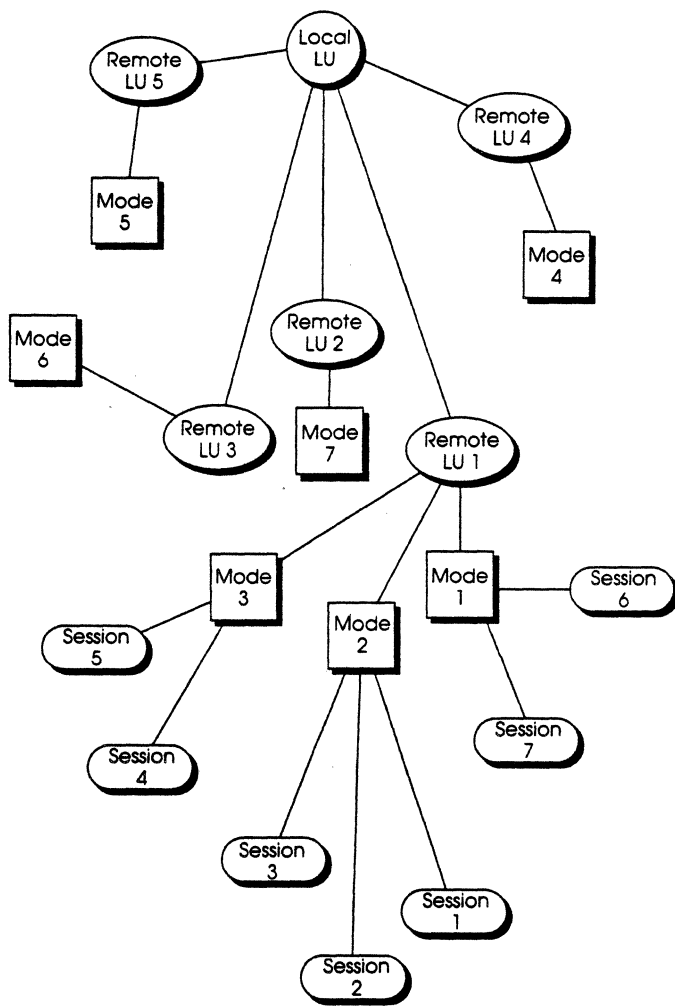 Local
LU
Remote
LU 5
Remote
LU 4
Mode
5
Mode
4
Remote
LU 2
Mode
6
Remote
LU 3
Mode
7
Remote
LU 1
Mode
3
Mode
1
Session
6
Mode
2
Session
5
Session
7
Session
4
Session
3
Session
1
Session
2